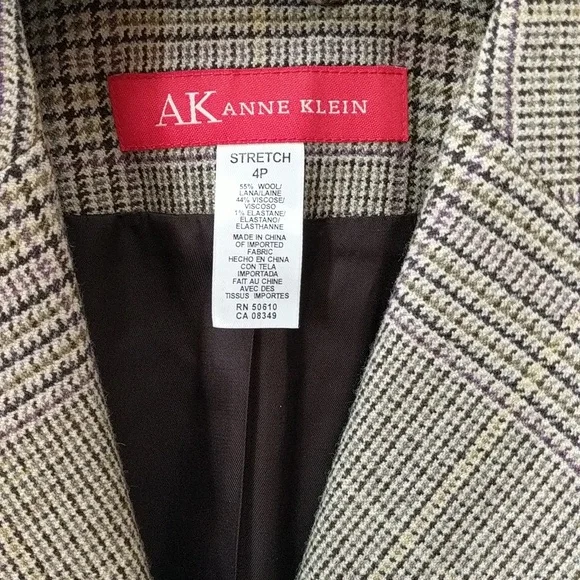 AK ANNE KLEIN
STRETCH
4P
55% WOOL/
LANA/LAINE
44% VISCOSE/
VISCOSO
1% ELASTANE/
ELASTANO/
ELASTHANNE
MADE IN CHINA
OF IMPORTED
FABRIC
HECHO EN CHINA
CON TELA
IMPORTADA
FAIT AU CHINE
AVEC DES
TISSUS IMPORTES
RN 50610
CA 08349